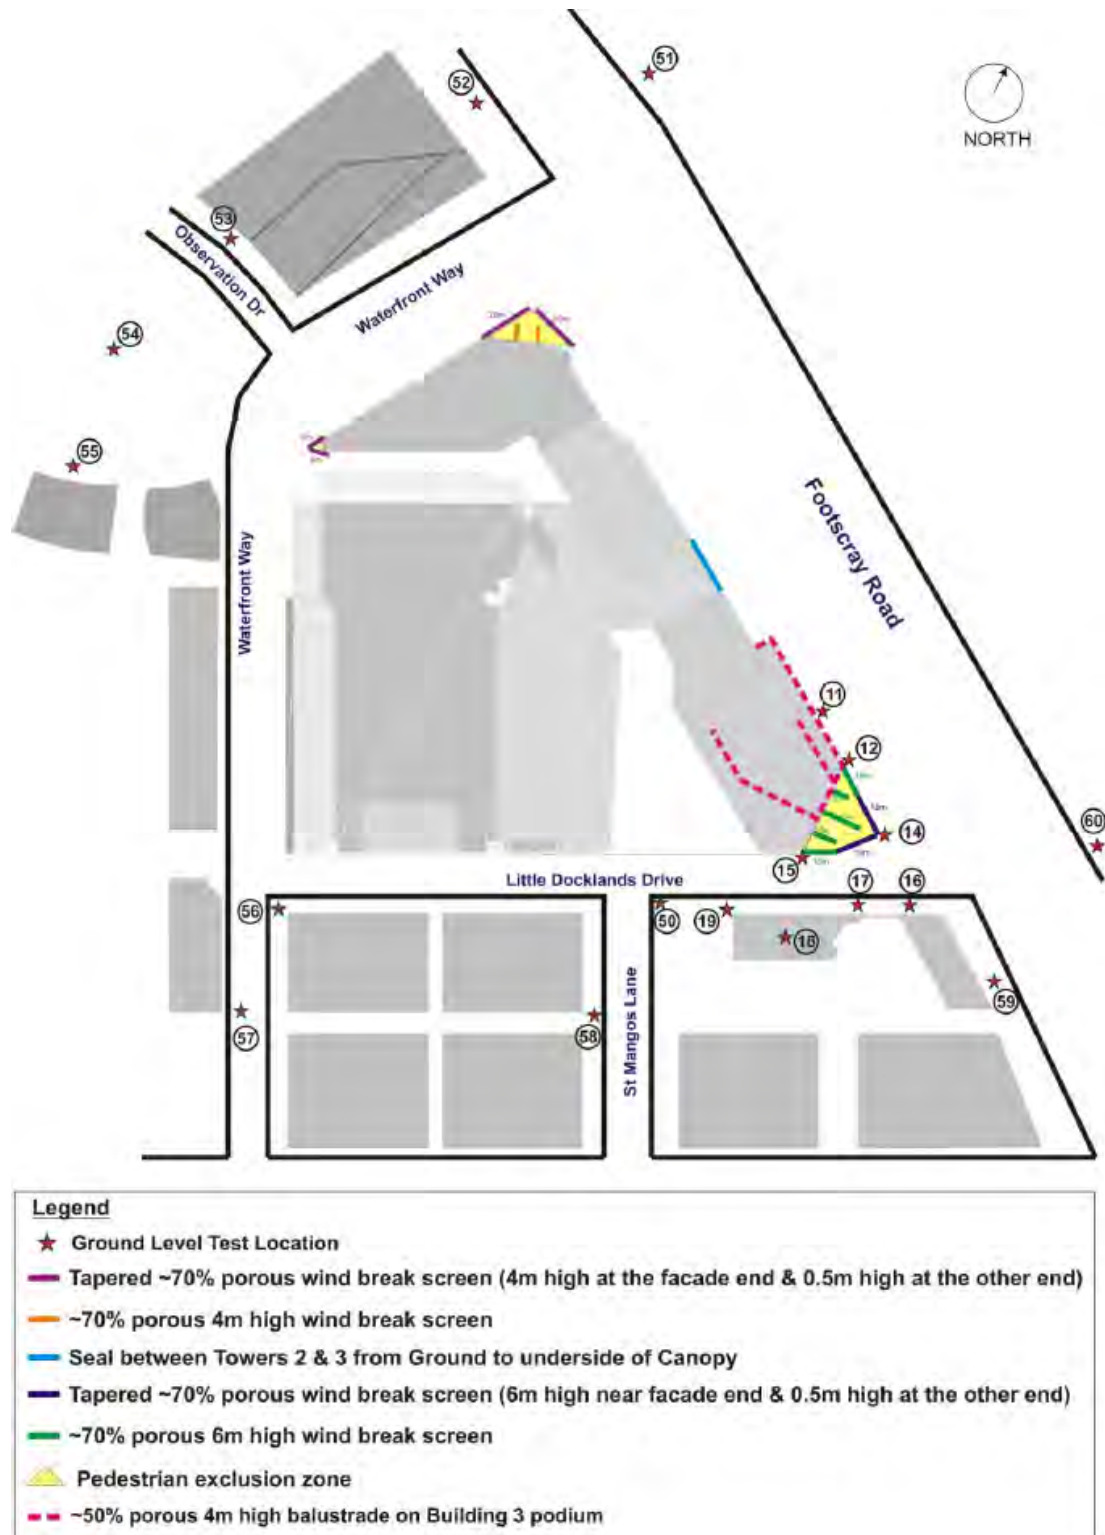 51
52
NORTH
53
Observation Dr
Waterfront Way
54
55
Footscray Road
Waterfront Way
11
12
14
60
15
17
16
Little Docklands Drive
56
50
19
18
59
57
58
St Mangos Lane
Legend
Ground Level Test Location
Tapered ~70% porous wind break screen (4m high at the facade end & 0.5m high at the other end)
~70% porous 4m high wind break screen
Seal between Towers 2 & 3 from Ground to underside of Canopy
Tapered ~70% porous wind break screen (6m high near facade end & 0.5m high at the other end)
~70% porous 6m high wind break screen
Pedestrian exclusion zone
~50% porous 4m high balustrade on Building 3 podium